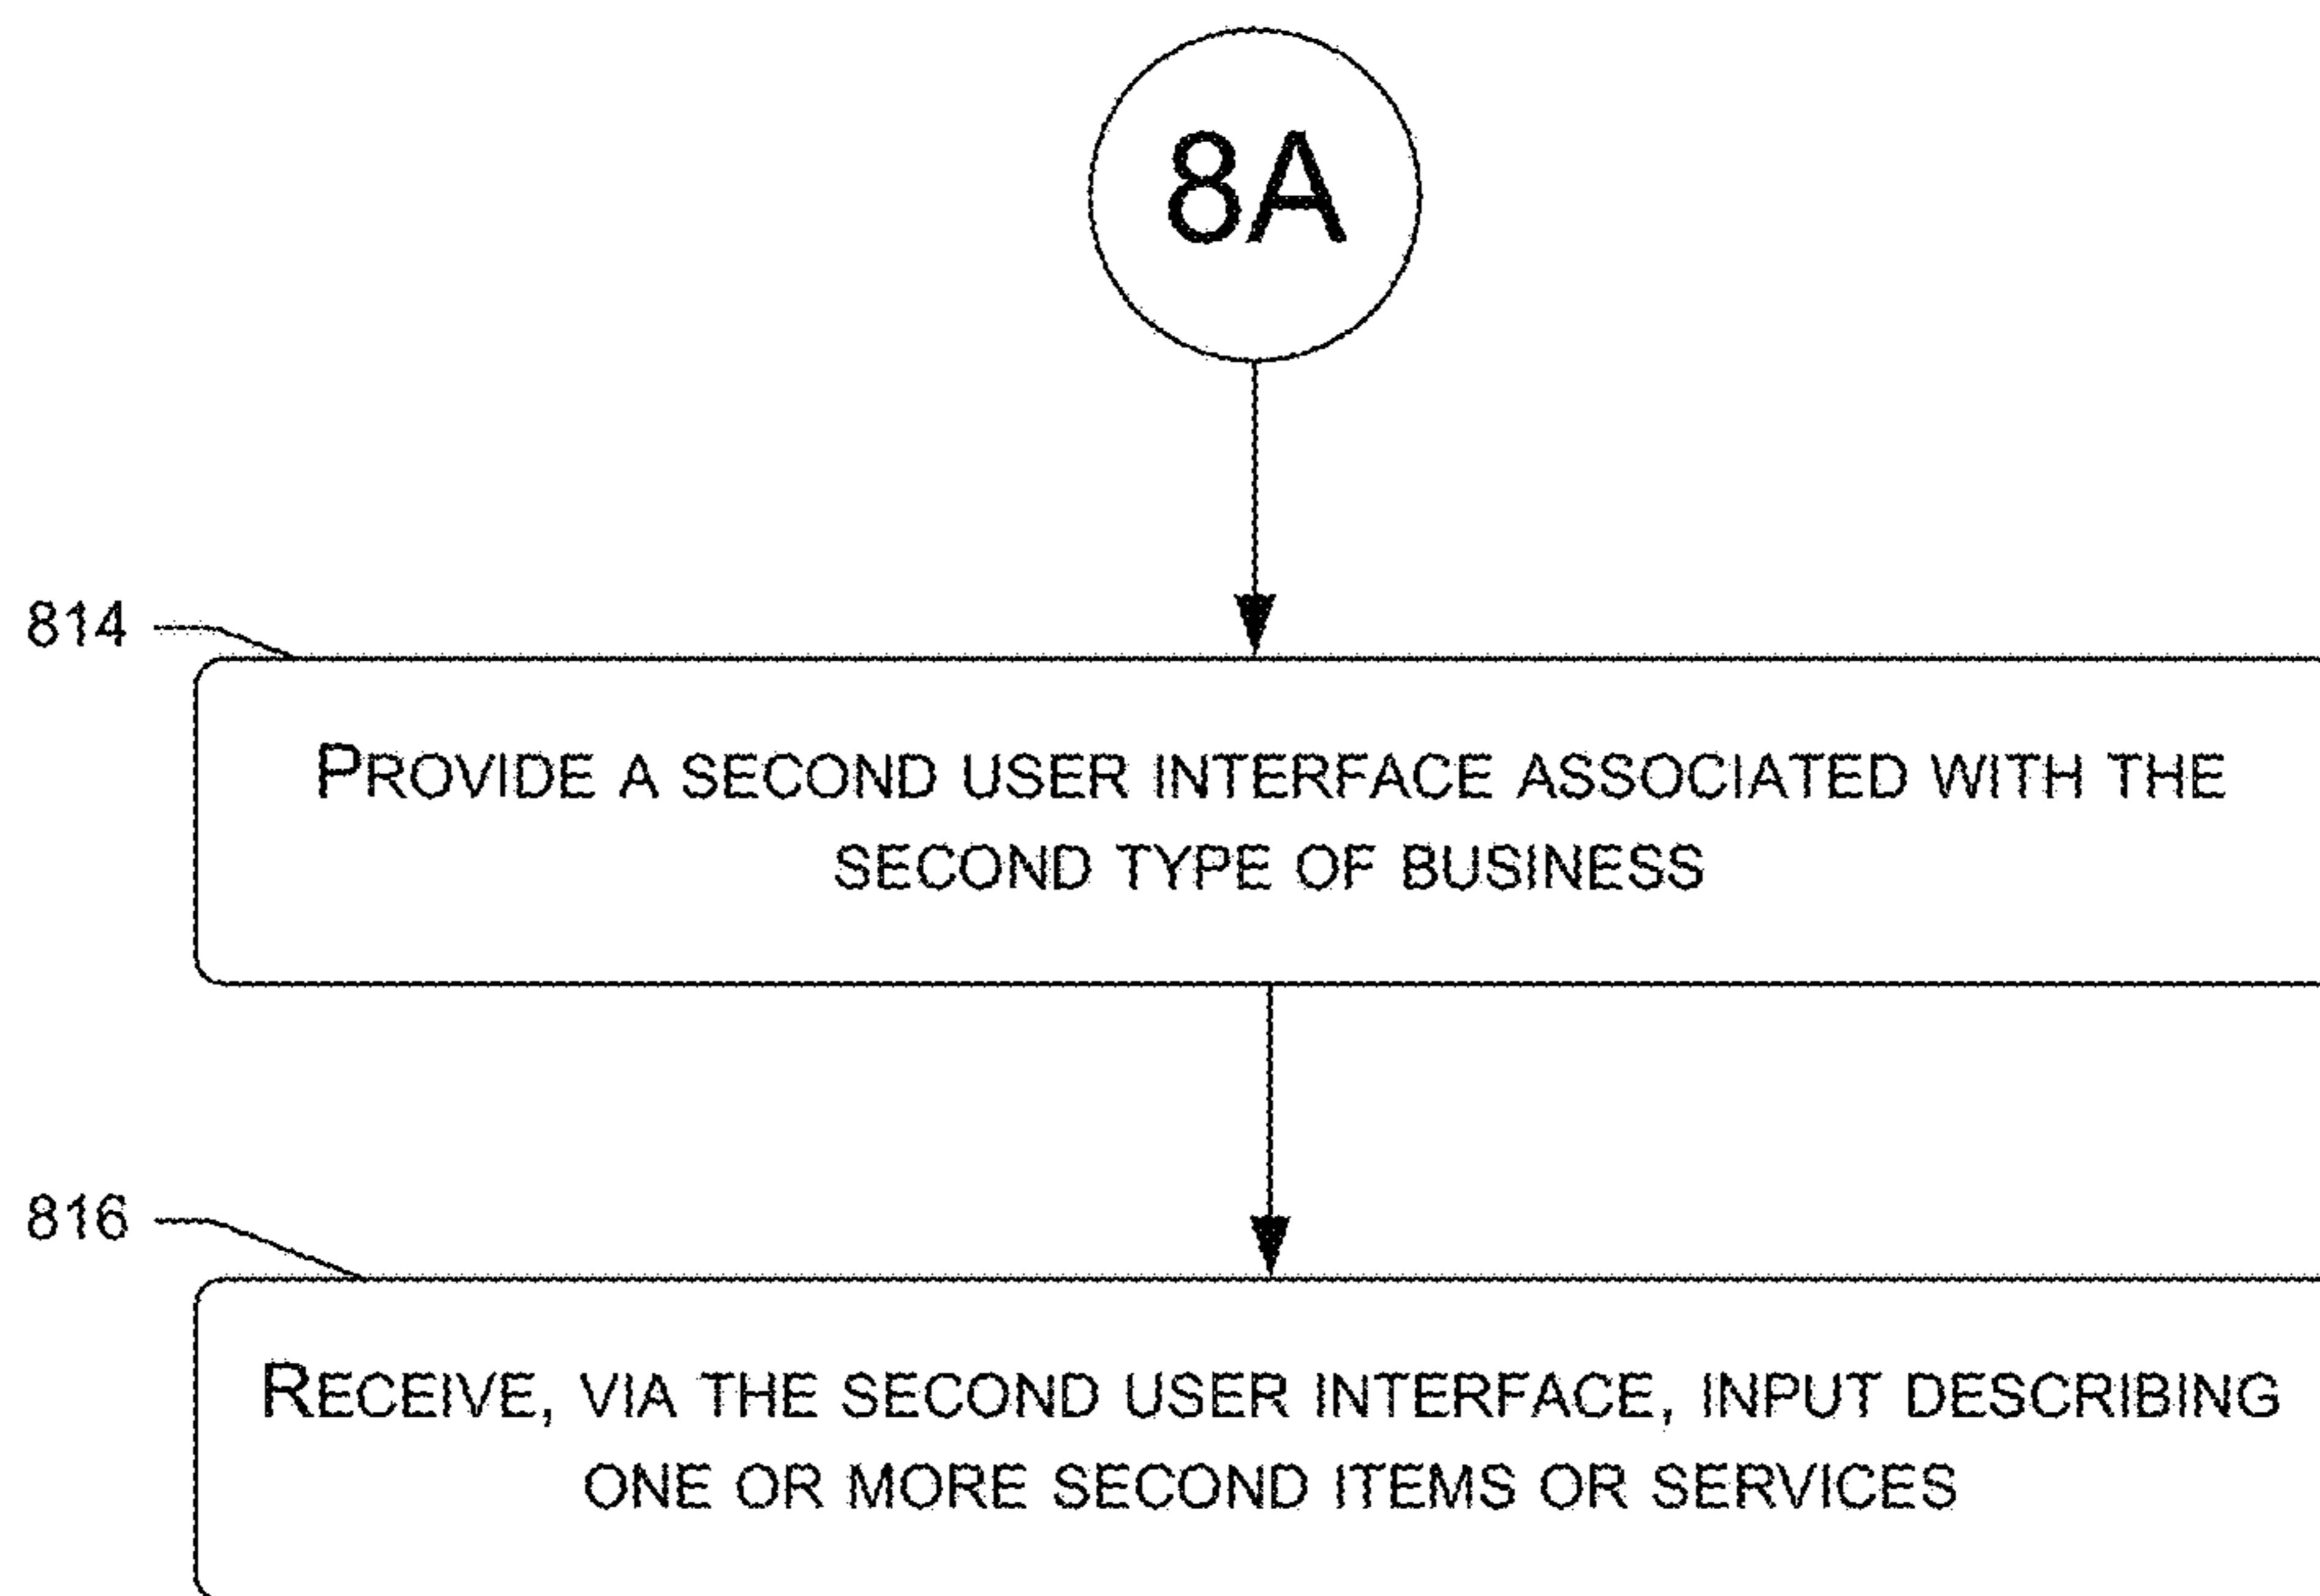 8A
814
PROVIDE A SECOND USER INTERFACE ASSOCIATED WITH THE
SECOND TYPE OF BUSINESS
816
RECEIVE, VIA THE SECOND USER INTERFACE, INPUT DESCRIBING
ONE OR MORE SECOND ITEMS OR SERVICES